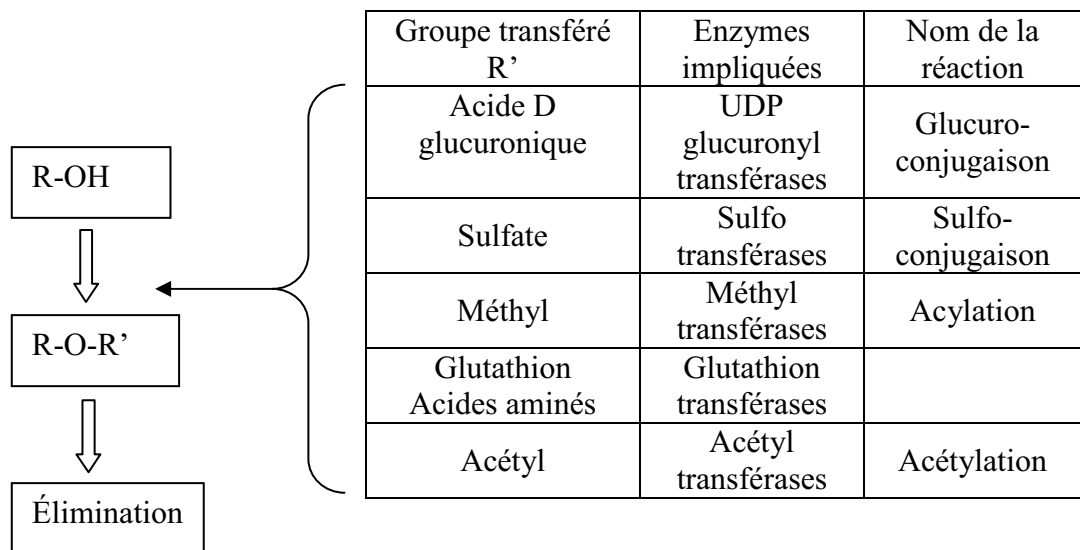 R-OH
R-O-R’
Élimination
Groupe transféré
R’
Enzymes
impliquées
Nom de la
réaction
Acide D
glucuronique
UDP
glucuronyl
transférases
Glucuro-
conjugaison
Sulfate
Sulfo
transférases
Sulfo-
conjugaison
Méthyl
Méthyl
transférases
Acylation
Glutathion
Acides aminés
Glutathion
transférases
Acétyl
Acétyl
transférases
Acétylation